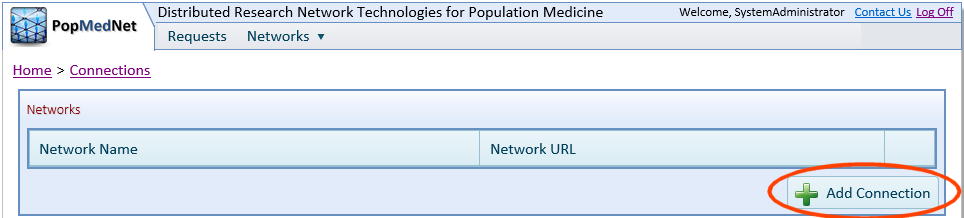 PopMedNet
Distributed Research Network Technologies for Population Medicine
Welcome, SystemAdministrator Contact Us Log Off
Requests Networks
Home > Connections
Networks
Network Name Network URL
Add Connection